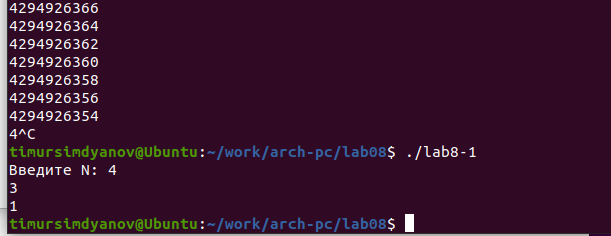 4294926366
4294926364
4294926362
4294926360
4294926358
4294926356
4294926354
4^C
timursimdyanov@Ubuntu:~/work/arch-pc/lab08$ ./lab8-1
Введите N: 4
3
1
timursimdyanov@Ubuntu:~/work/arch-pc/lab08$